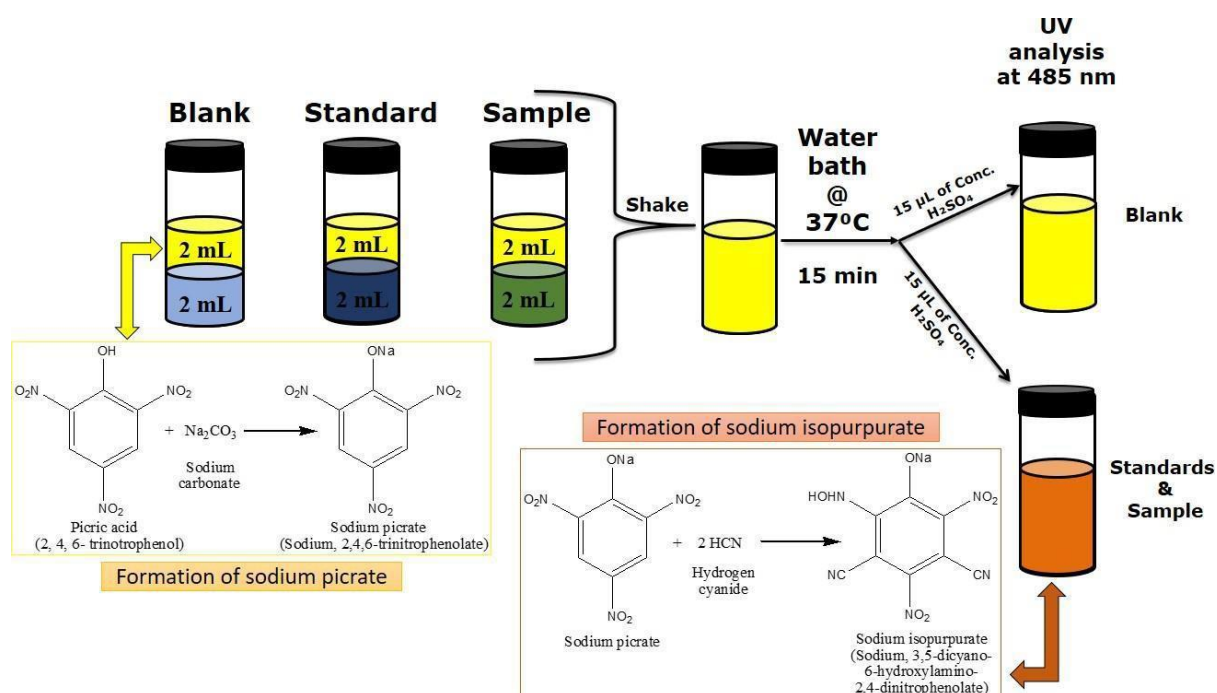 UV
analysis
at 485 nm
Blank
Standard
Sample
2 mL
2 mL
2 mL
2 mL
2 mL
2 mL
Shake
Water
bath
@
37⁰C
15 min
15 µL of Conc.
H₂SO₄
15 µL of Conc.
H₂SO₄
Blank
Standards
&
Sample
OH
O₂N
NO₂
NO₂
Picric acid
(2, 4, 6- trinotrophenol)
+ Na₂CO₃
Sodium
carbonate
ONa
O₂N
NO₂
NO₂
Sodium picrate
(Sodium, 2,4,6-trinitrophenolate)
Formation of sodium picrate
Formation of sodium isopurpurate
ONa
O₂N
NO₂
NO₂
Sodium picrate
+ 2 HCN
Hydrogen
cyanide
ONa
HOHN
NO₂
NC
CN
NO₂
Sodium isopurpurate
(Sodium, 3,5-dicyano-
6-hydroxylamino-
2,4-dinitrophenolate)